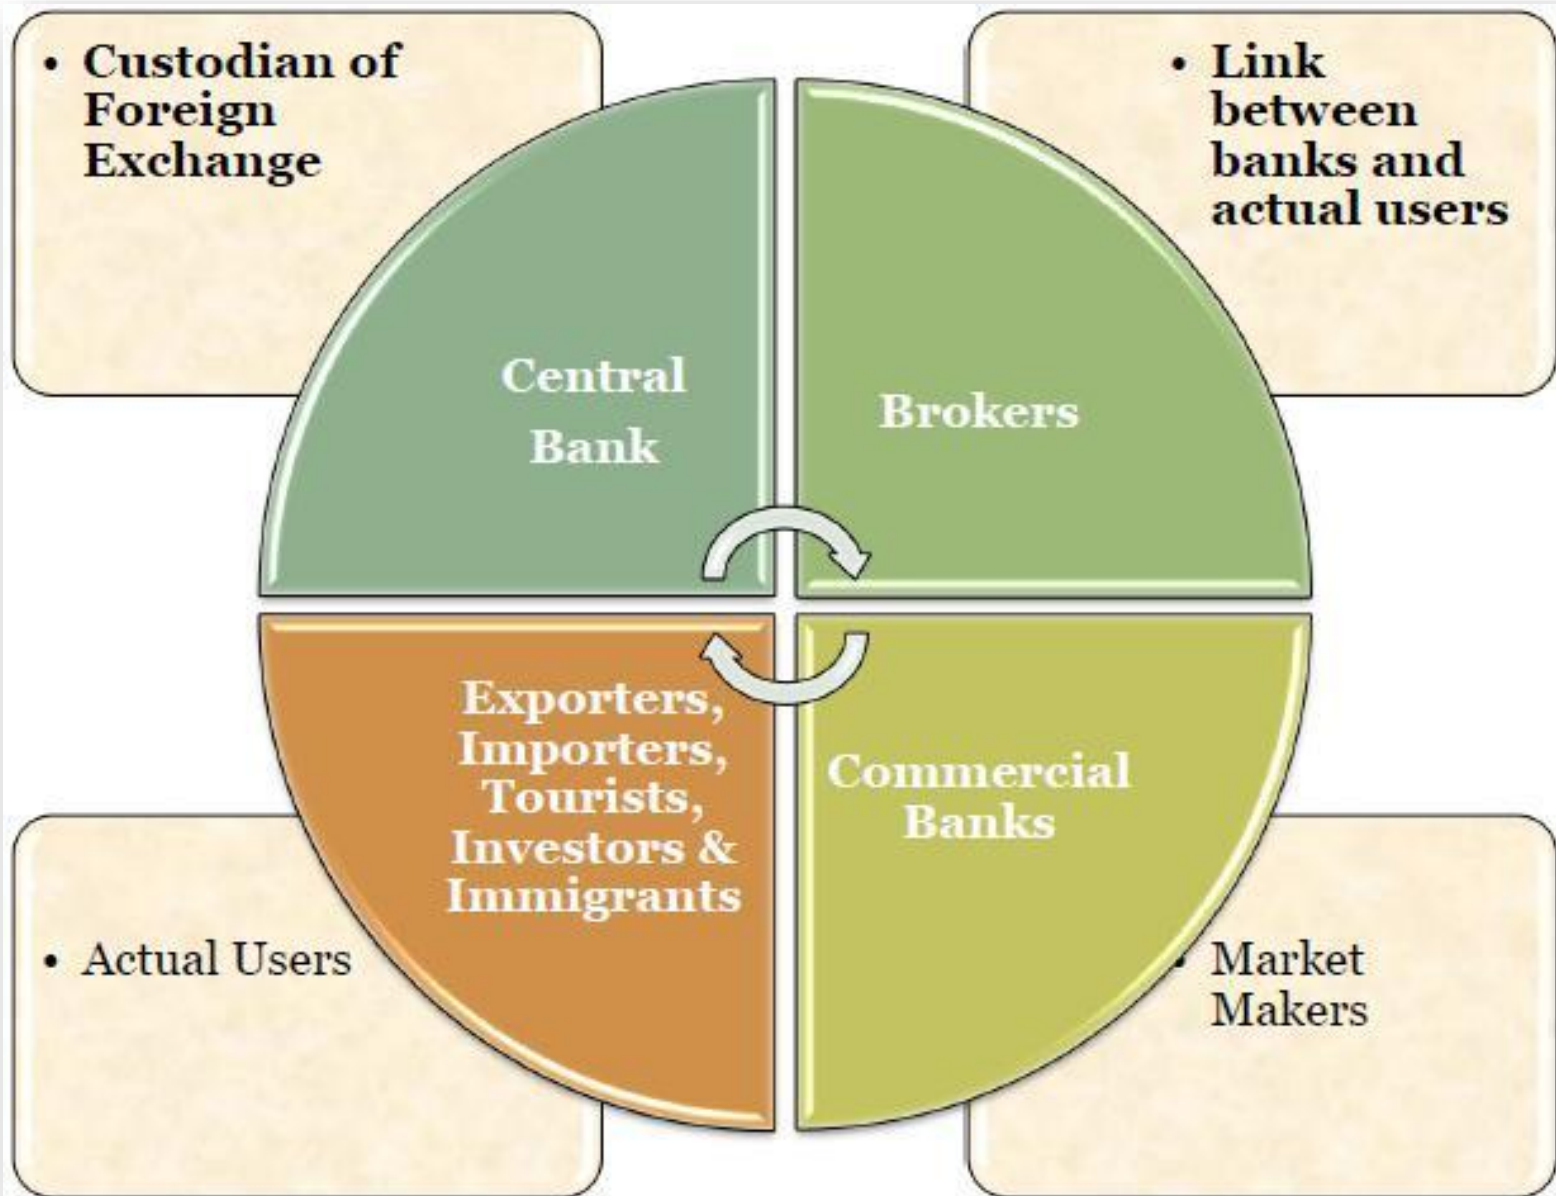 • Custodian of
Foreign
Exchange
• Link
between
banks and
actual users
Central
Bank
Brokers
Exporters,
Importers,
Tourists,
Investors &
Immigrants
Commercial
Banks
• Actual Users
• Market
Makers